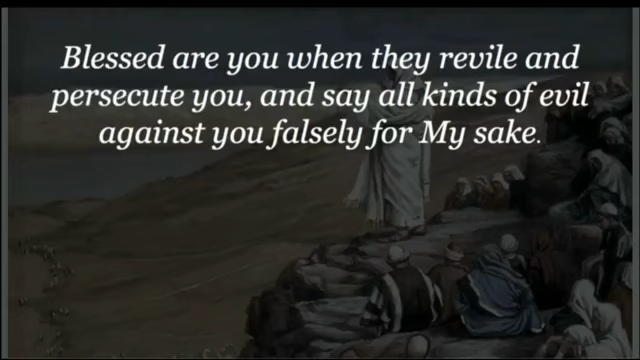 Blessed are you when they revile and
persecute you, and say all kinds of evil
against you falsely for My sake.